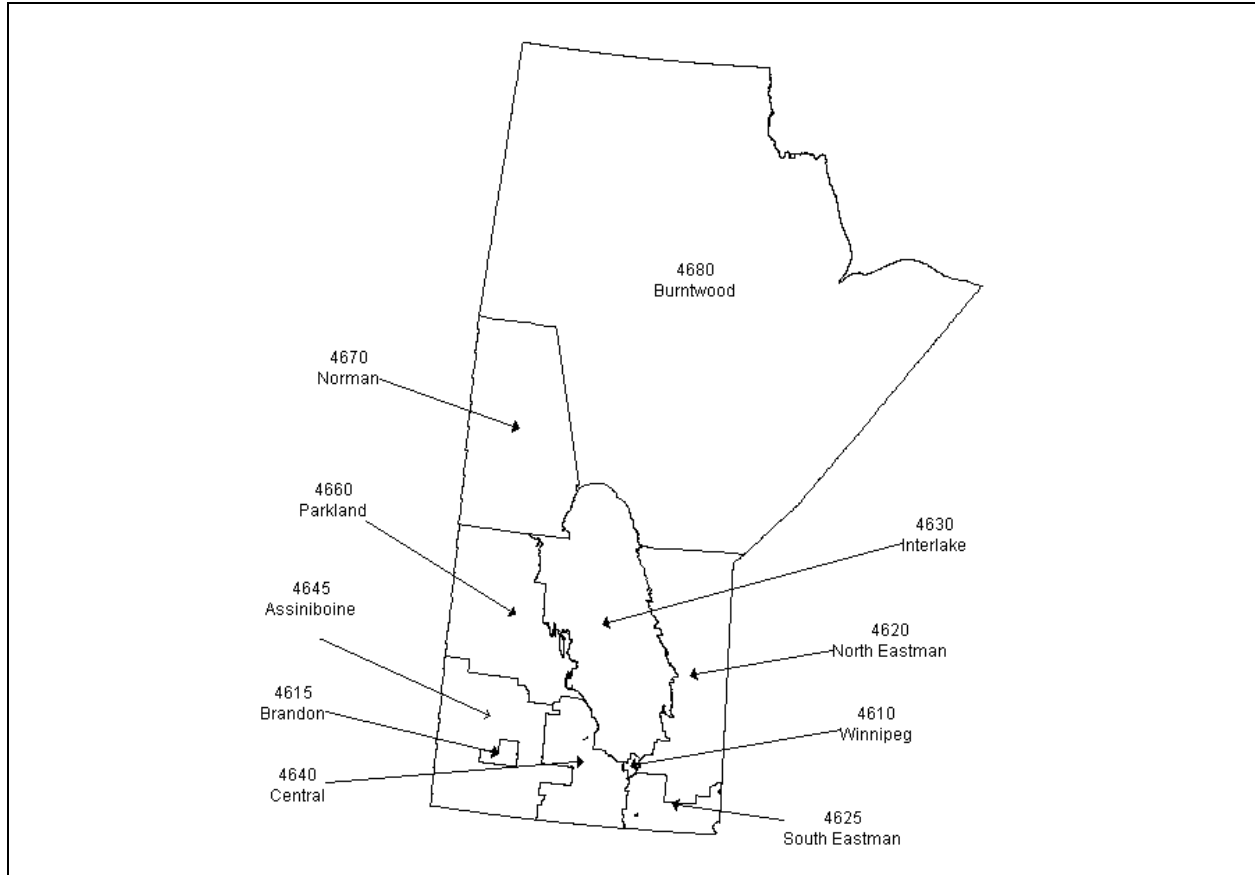 4680
Burntwood
4670
Norman
4660
Parkland
4630
Interlake
4645
Assiniboine
4620
North Eastman
4615
Brandon
4610
Winnipeg
4640
Central
4625
South Eastman